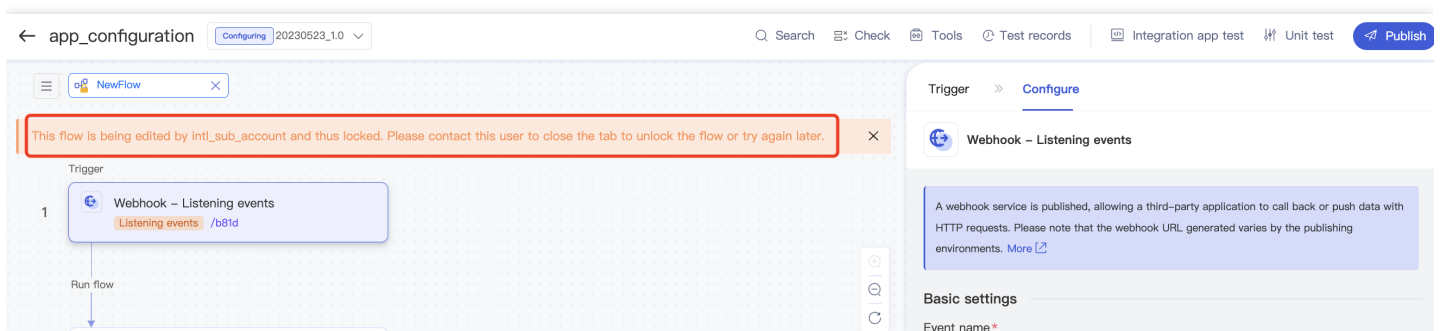 app_configuration Configuring 20230523_1.0 Search Check Tools Test records Integration app test Unit test Publish
NewFlow
Trigger Configure
This flow is being edited by intl_sub_account and thus locked. Please contact this user to close the tab to unlock the flow or try again later.
Webhook – Listening events
Trigger
1
Webhook – Listening events
Listening events /b81d
A webhook service is published, allowing a third-party application to call back or push data with
HTTP requests. Please note that the webhook URL generated varies by the publishing
environments. More
Run flow
Basic settings
Event name*